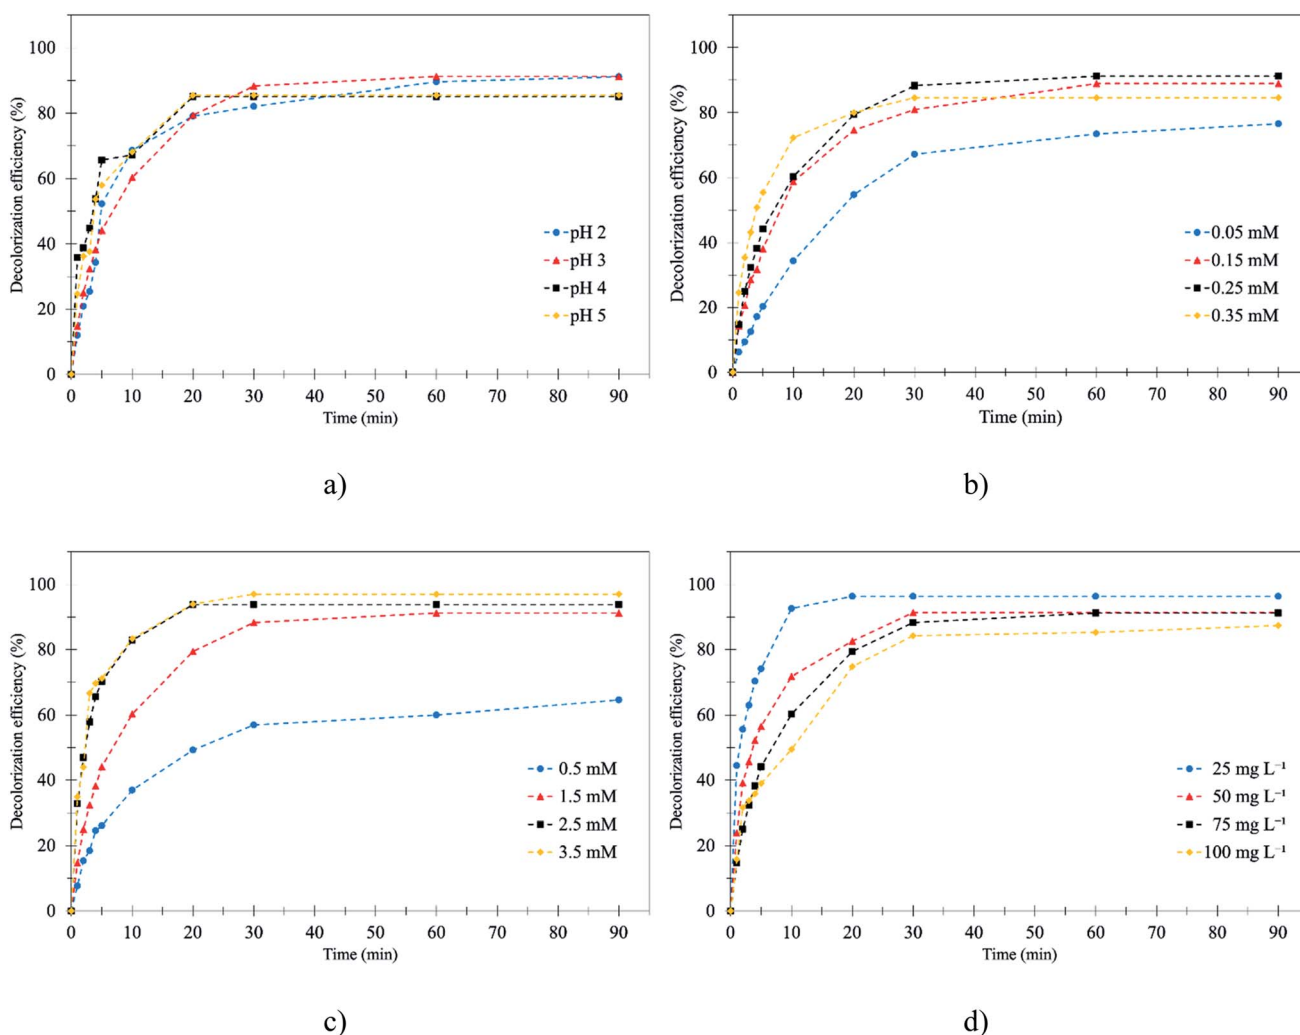 100
80
60
40
20
0
Decolorization efficiency (%)
pH 2
pH 3
pH 4
pH 5
0 10 20 30 40 50 60 70 80 90
Time (min)
a)
100
80
60
40
20
0
Decolorization efficiency (%)
0.05 mM
0.15 mM
0.25 mM
0.35 mM
0 10 20 30 40 50 60 70 80 90
Time (min)
b)
100
80
60
40
20
0
Decolorization efficiency (%)
0.5 mM
1.5 mM
2.5 mM
3.5 mM
0 10 20 30 40 50 60 70 80 90
Time (min)
c)
100
80
60
40
20
0
Decolorization efficiency (%)
25 mg L⁻¹
50 mg L⁻¹
75 mg L⁻¹
100 mg L⁻¹
0 10 20 30 40 50 60 70 80 90
Time (min)
d)